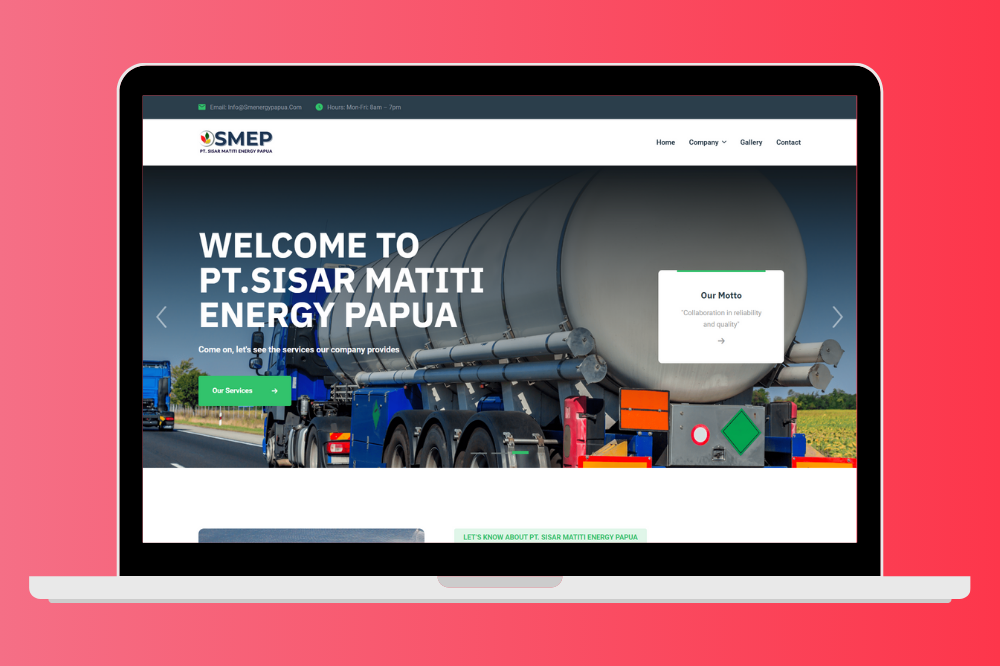 Email: Info@Smenergypapua.Com
Hours: Mon-Fri: 9am – 7pm
SMEP
PT. SISAR MATITI ENERGY PAPUA
Home
Company
Gallery
Contact
WELCOME TO
PT.SISAR MATITI
ENERGY PAPUA
Come on, let's see the services our company provides
Our Services
Our Motto
"Collaboration in reliability
and quality"
LET'S KNOW ABOUT PT. SISAR MATITI ENERGY PAPUA